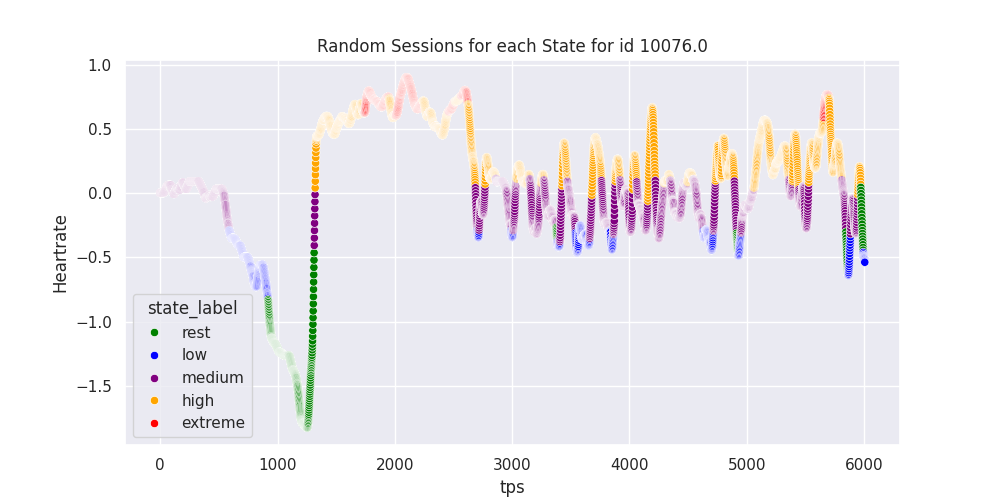 Random Sessions for each State for id 10076.0
Heartrate
1.0
0.5
0.0
−0.5
−1.0
−1.5
state_label
rest
low
medium
high
extreme
0 1000 2000 3000 4000 5000 6000
tps